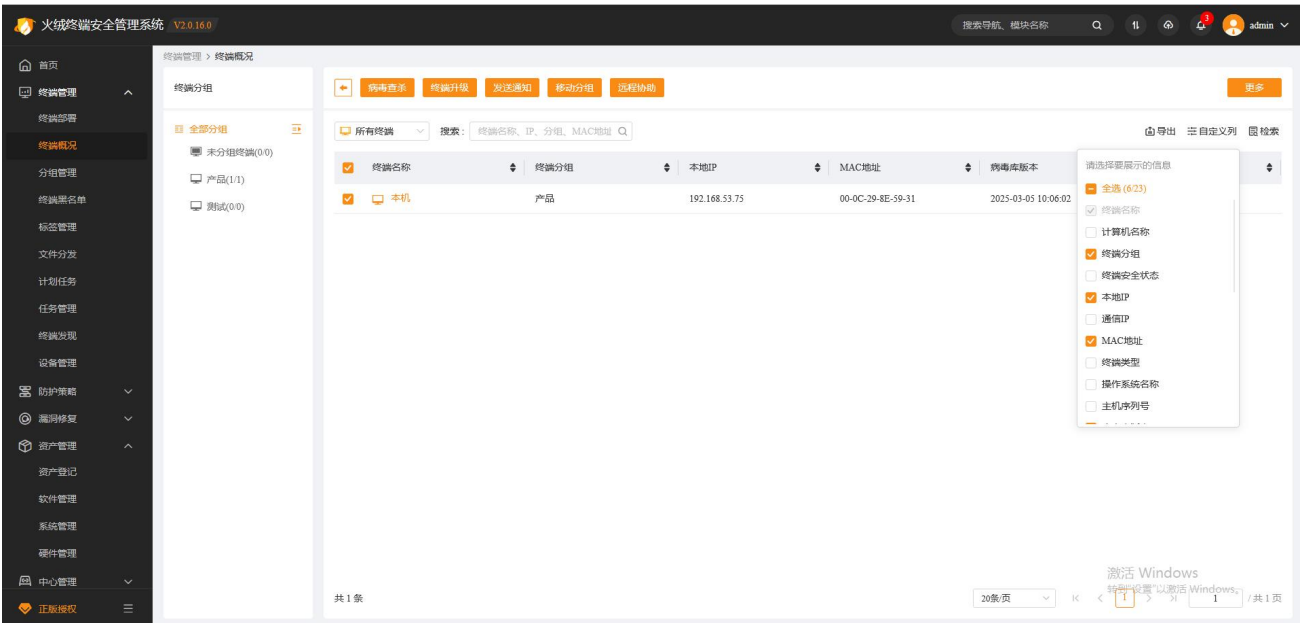 火绒终端安全管理系统 V2.0.16.0
搜索导航、模块名称
3
admin
首页
终端管理
终端部署
终端概况
分组管理
终端黑名单
标签管理
文件分发
计划任务
任务管理
终端发现
设备管理
防护策略
漏洞修复
资产管理
资产登记
软件管理
系统管理
硬件管理
中心管理
正版授权
终端管理 > 终端概况
终端分组
全部分组
未分组终端(0/0)
产品(1/1)
测试(0/0)
病毒查杀 终端升级 发送通知 移动分组 远程协助 更多
所有终端 搜索: 终端名称、IP、分组、MAC地址
导出 自定义列 检索
终端名称 终端分组 本地IP MAC地址 病毒库版本
本机 产品 192.168.53.75 00-0C-29-8E-59-31 2025-03-05 10:06:02
请选择要展示的信息
全选 (6/23)
终端名称
计算机名称
终端分组
终端安全状态
本地IP
通信IP
MAC地址
终端类型
操作系统名称
主机序列号
激活 Windows
转到"设置"以激活 Windows。
共 1 条
20条/页 1 1 /共 1 页